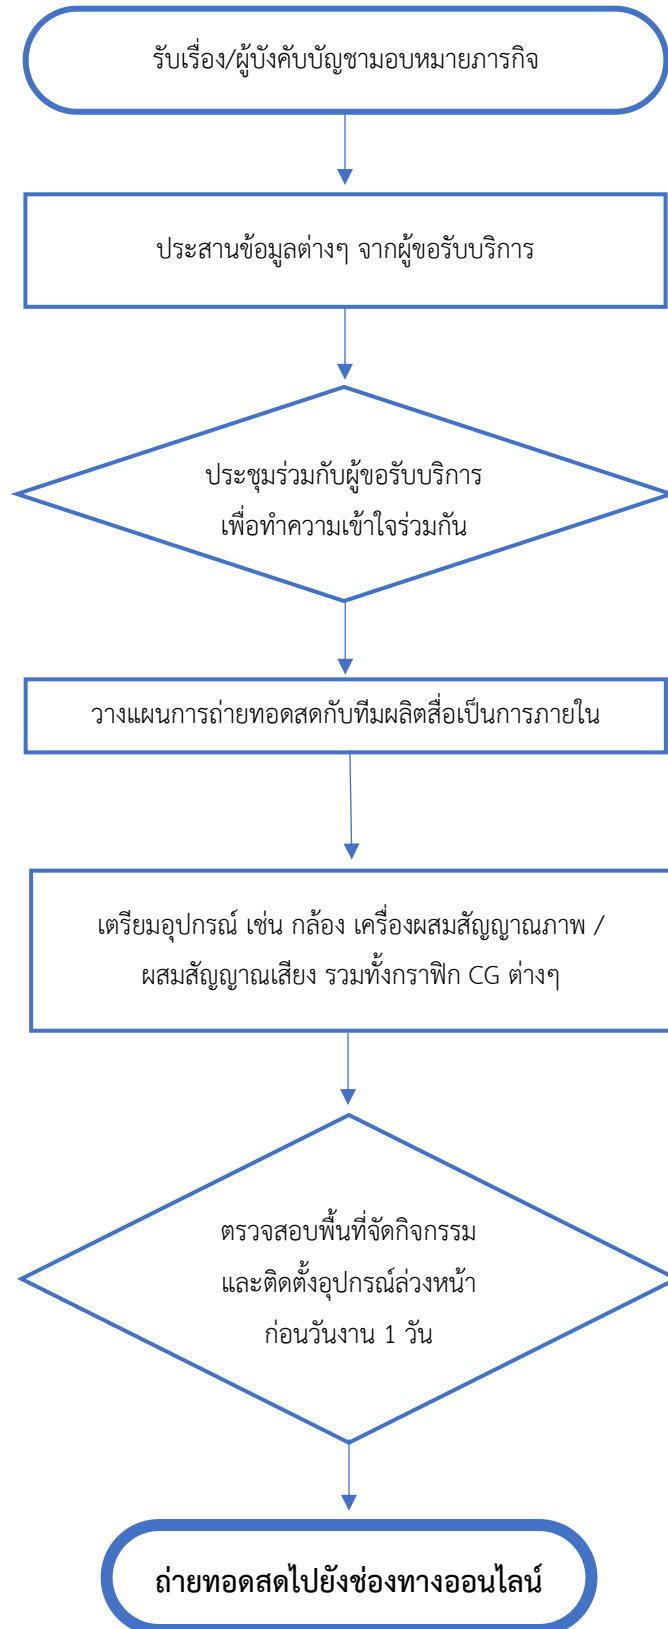 รับเรื่อง/ผู้บังคับบัญชามอบหมายภารกิจ
ประสานข้อมูลต่างๆ จากผู้ขอรับบริการ
ประชุมร่วมกับผู้ขอรับบริการ
เพื่อทำความเข้าใจร่วมกัน
วางแผนการถ่ายทอดสดกับทีมผลิตสื่อเป็นการภายใน
เตรียมอุปกรณ์ เช่น กล้อง เครื่องผสมสัญญาณภาพ /
ผสมสัญญาณเสียง รวมทั้งกราฟิก CG ต่างๆ
ตรวจสอบพื้นที่จัดกิจกรรม
และติดตั้งอุปกรณ์ล่วงหน้า
ก่อนวันงาน 1 วัน
ถ่ายทอดสดไปยังช่องทางออนไลน์